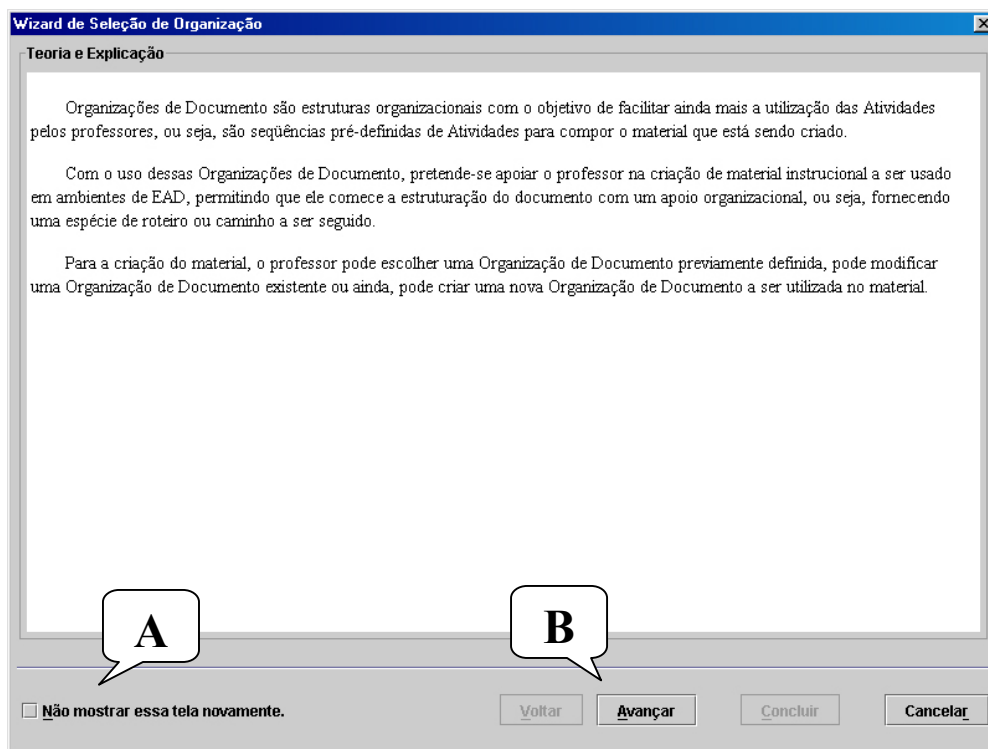 Wizard de Seleção de Organização
Teoria e Explicação
Organizações de Documento são estruturas organizacionais com o objetivo de facilitar ainda mais a utilização das Atividades
pelos professores, ou seja, são seqüências pré-definidas de Atividades para compor o material que está sendo criado.
Com o uso dessas Organizações de Documento, pretende-se apoiar o professor na criação de material instrucional a ser usado
em ambientes de EAD, permitindo que ele comece a estruturação do documento com um apoio organizacional, ou seja, fornecendo
uma espécie de roteiro ou caminho a ser seguido.
Para a criação do material, o professor pode escolher uma Organização de Documento previamente definida, pode modificar
uma Organização de Documento existente ou ainda, pode criar uma nova Organização de Documento a ser utilizada no material.
A
B
Não mostrar essa tela novamente.
Voltar
Avançar
Concluir
Cancelar